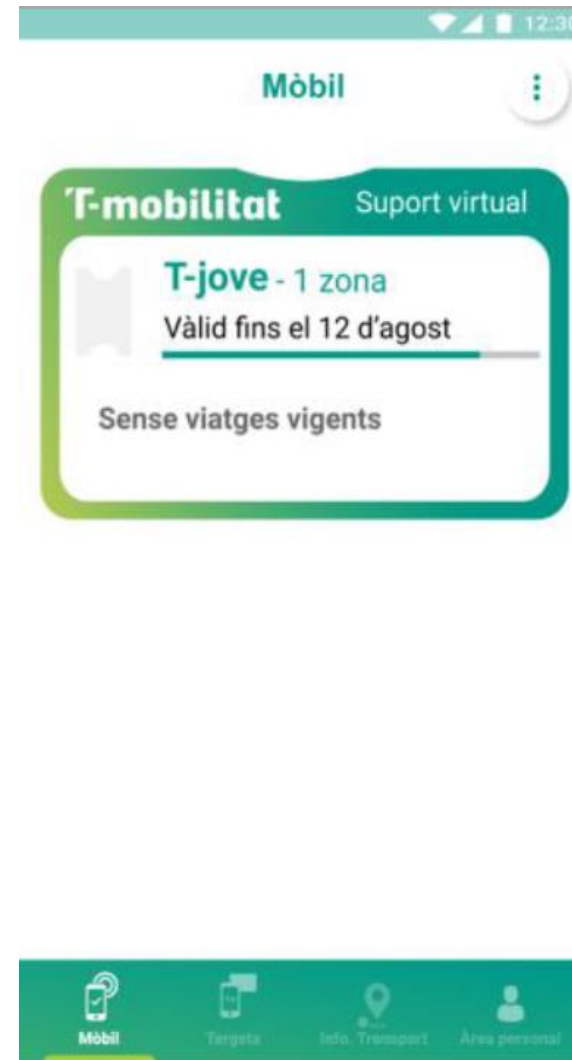 12:30
Mòbil
T-mobilitat Suport virtual
T-jove - 1 zona
Vàlid fins el 12 d'agost
Sense viatges vigents
Mòbil Targeta Info. Transport Àrea personal